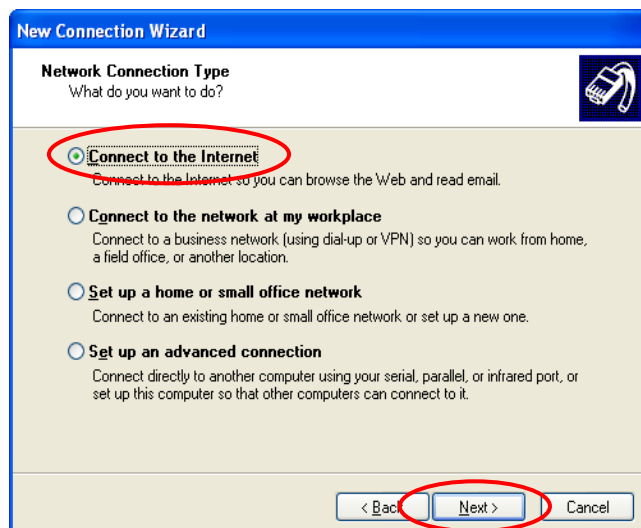 New Connection Wizard
Network Connection Type
What do you want to do?
Connect to the Internet
Connect to the Internet so you can browse the Web and read email.
Connect to the network at my workplace
Connect to a business network (using dial-up or VPN) so you can work from home,
a field office, or another location.
Set up a home or small office network
Connect to an existing home or small office network or set up a new one.
Set up an advanced connection
Connect directly to another computer using your serial, parallel, or infrared port, or
set up this computer so that other computers can connect to it.
< Back Next > Cancel